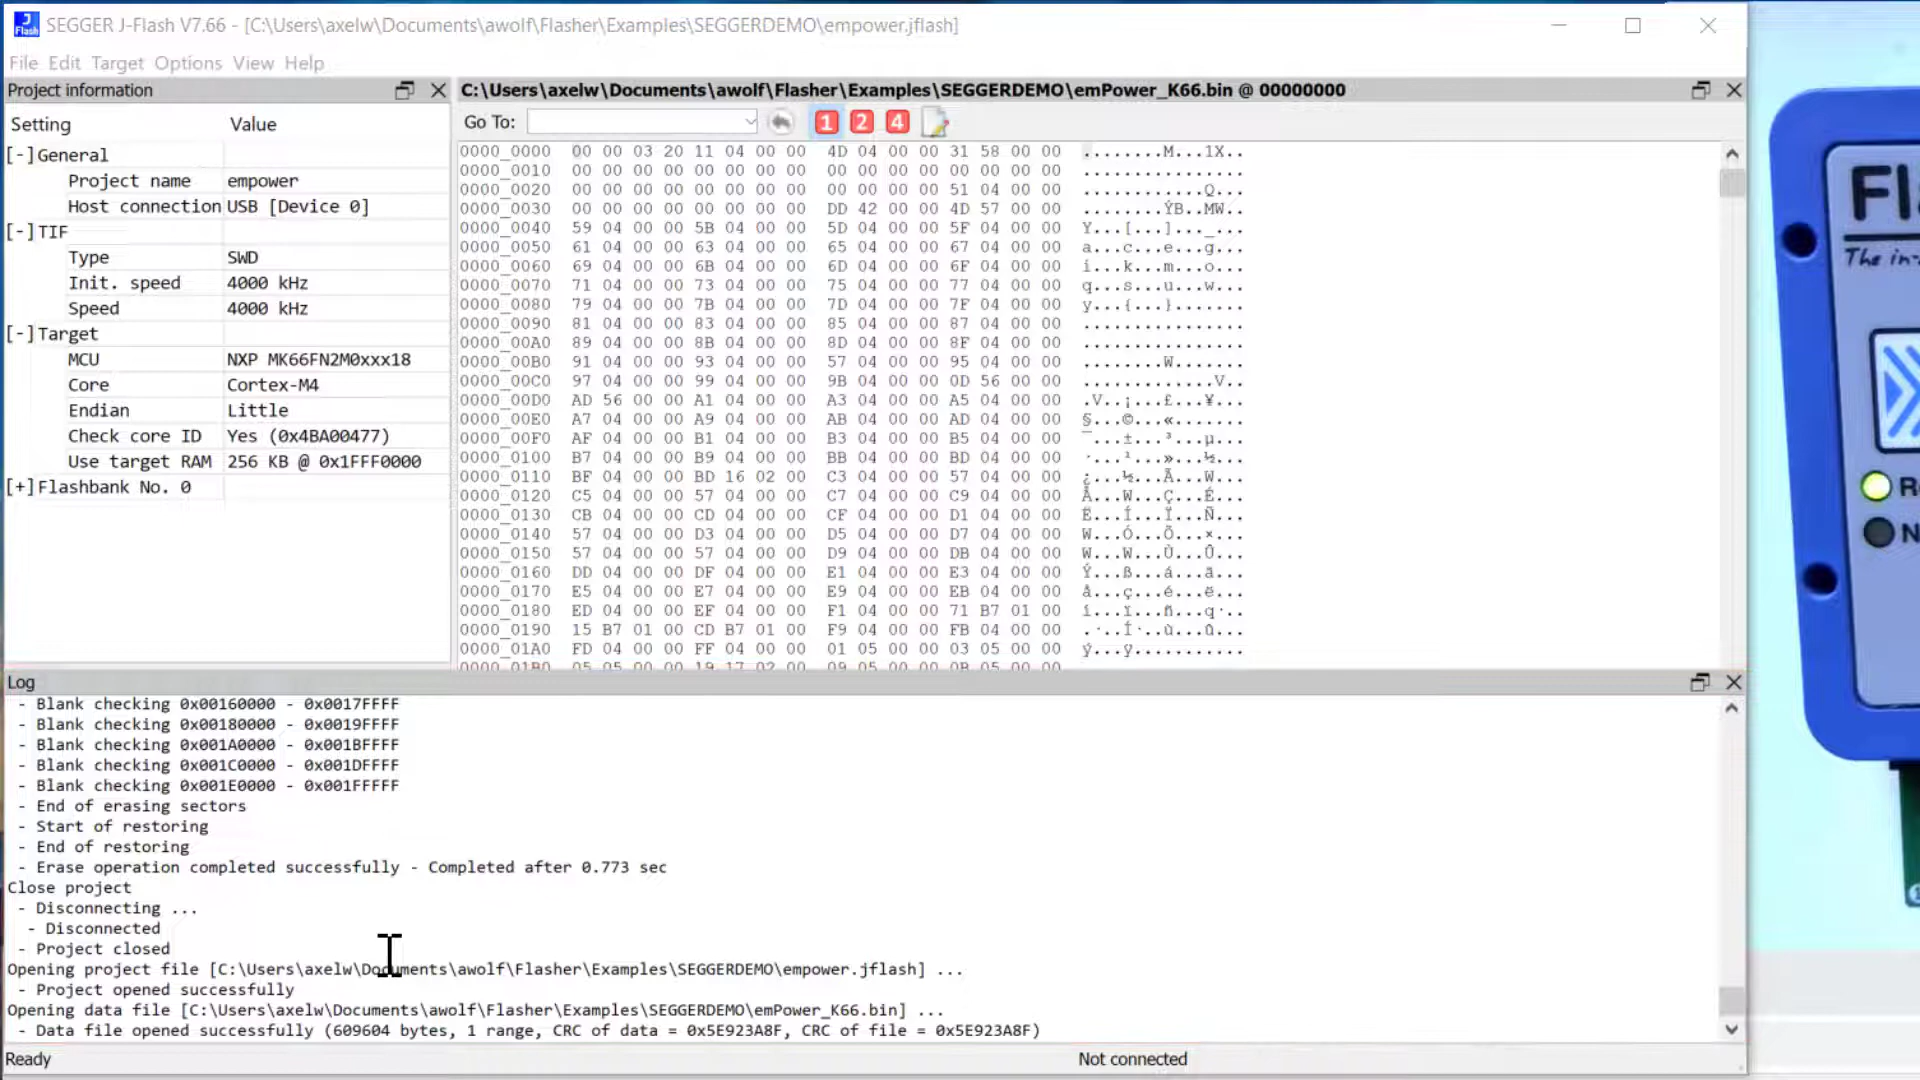 SEGGER J-Flash V7.66 - [C:\Users\axelw\Documents\awolf\Flasher\Examples\SEGGERDEMO\empower.jflash]
File Edit Target Options View Help
Project information
Setting Value
[-]General
Project name empower
Host connection USB [Device 0]
[-]TIF
Type SWD
Init. speed 4000 kHz
Speed 4000 kHz
[-]Target
MCU NXP MK66FN2M0xxx18
Core Cortex-M4
Endian Little
Check core ID Yes (0x4BA00477)
Use target RAM 256 KB @ 0x1FFF0000
[+]Flashbank No. 0
C:\Users\axelw\Documents\awolf\Flasher\Examples\SEGGERDEMO\emPower_K66.bin @ 00000000
Go To: 1 2 4
0000_0000 00 00 03 20 11 04 00 00 4D 04 00 00 31 58 00 00 ........M...1X..
0000_0010 00 00 00 00 00 00 00 00 00 00 00 00 00 00 00 00 ................
0000_0020 00 00 00 00 00 00 00 00 00 00 00 00 51 04 00 00 ............Q...
0000_0030 00 00 00 00 00 00 00 00 DD 42 00 00 4D 57 00 00 ........ÝB..MW..
0000_0040 59 04 00 00 5B 04 00 00 5D 04 00 00 5F 04 00 00 Y...[...]..._...
0000_0050 61 04 00 00 63 04 00 00 65 04 00 00 67 04 00 00 a...c...e...g...
0000_0060 69 04 00 00 6B 04 00 00 6D 04 00 00 6F 04 00 00 i...k...m...o...
0000_0070 71 04 00 00 73 04 00 00 75 04 00 00 77 04 00 00 q...s...u...w...
0000_0080 79 04 00 00 7B 04 00 00 7D 04 00 00 7F 04 00 00 y...{...}.......
0000_0090 81 04 00 00 83 04 00 00 85 04 00 00 87 04 00 00 ................
0000_00A0 89 04 00 00 8B 04 00 00 8D 04 00 00 8F 04 00 00 ................
0000_00B0 91 04 00 00 93 04 00 00 57 04 00 00 95 04 00 00 ........W.......
0000_00C0 97 04 00 00 99 04 00 00 9B 04 00 00 0D 56 00 00 .............V..
0000_00D0 AD 56 00 00 A1 04 00 00 A3 04 00 00 A5 04 00 00 .V..¡...£...¥...
0000_00E0 A7 04 00 00 A9 04 00 00 AB 04 00 00 AD 04 00 00 §...©...«.......
0000_00F0 AF 04 00 00 B1 04 00 00 B3 04 00 00 B5 04 00 00 ¯...±...³...µ...
0000_0100 B7 04 00 00 B9 04 00 00 BB 04 00 00 BD 04 00 00 ·...¹...»...½...
0000_0110 BF 04 00 00 BD 16 02 00 C3 04 00 00 57 04 00 00 ¿...½...Ã...W...
0000_0120 C5 04 00 00 57 04 00 00 C7 04 00 00 C9 04 00 00 Å...W...Ç...É...
0000_0130 CB 04 00 00 CD 04 00 00 CF 04 00 00 D1 04 00 00 Ë...Í...Ï...Ñ...
0000_0140 57 04 00 00 D3 04 00 00 D5 04 00 00 D7 04 00 00 W...Ó...Õ...×...
0000_0150 57 04 00 00 57 04 00 00 D9 04 00 00 DB 04 00 00 W...W...Ù...Û...
0000_0160 DD 04 00 00 DF 04 00 00 E1 04 00 00 E3 04 00 00 Ý...ß...á...ã...
0000_0170 E5 04 00 00 E7 04 00 00 E9 04 00 00 EB 04 00 00 å...ç...é...ë...
0000_0180 ED 04 00 00 EF 04 00 00 F1 04 00 00 71 B7 01 00 í...ï...ñ...q·..
0000_0190 15 B7 01 00 CD B7 01 00 F9 04 00 00 FB 04 00 00 .·..Í·..ù...û...
0000_01A0 FD 04 00 00 FF 04 00 00 01 05 00 00 03 05 00 00 ý...ÿ...........
0000_01B0 05 05 00 00 19 17 02 00 09 05 00 00 0B 05 00 00
Log
- Blank checking 0x00160000 - 0x0017FFFF
- Blank checking 0x00180000 - 0x0019FFFF
- Blank checking 0x001A0000 - 0x001BFFFF
- Blank checking 0x001C0000 - 0x001DFFFF
- Blank checking 0x001E0000 - 0x001FFFFF
- End of erasing sectors
- Start of restoring
- End of restoring
- Erase operation completed successfully - Completed after 0.773 sec
Close project
- Disconnecting ...
- Disconnected
- Project closed
Opening project file [C:\Users\axelw\Documents\awolf\Flasher\Examples\SEGGERDEMO\empower.jflash] ...
- Project opened successfully
Opening data file [C:\Users\axelw\Documents\awolf\Flasher\Examples\SEGGERDEMO\emPower_K66.bin] ...
- Data file opened successfully (609604 bytes, 1 range, CRC of data = 0x5E923A8F, CRC of file = 0x5E923A8F)
Ready Not connected
Fl
The in-
R
N